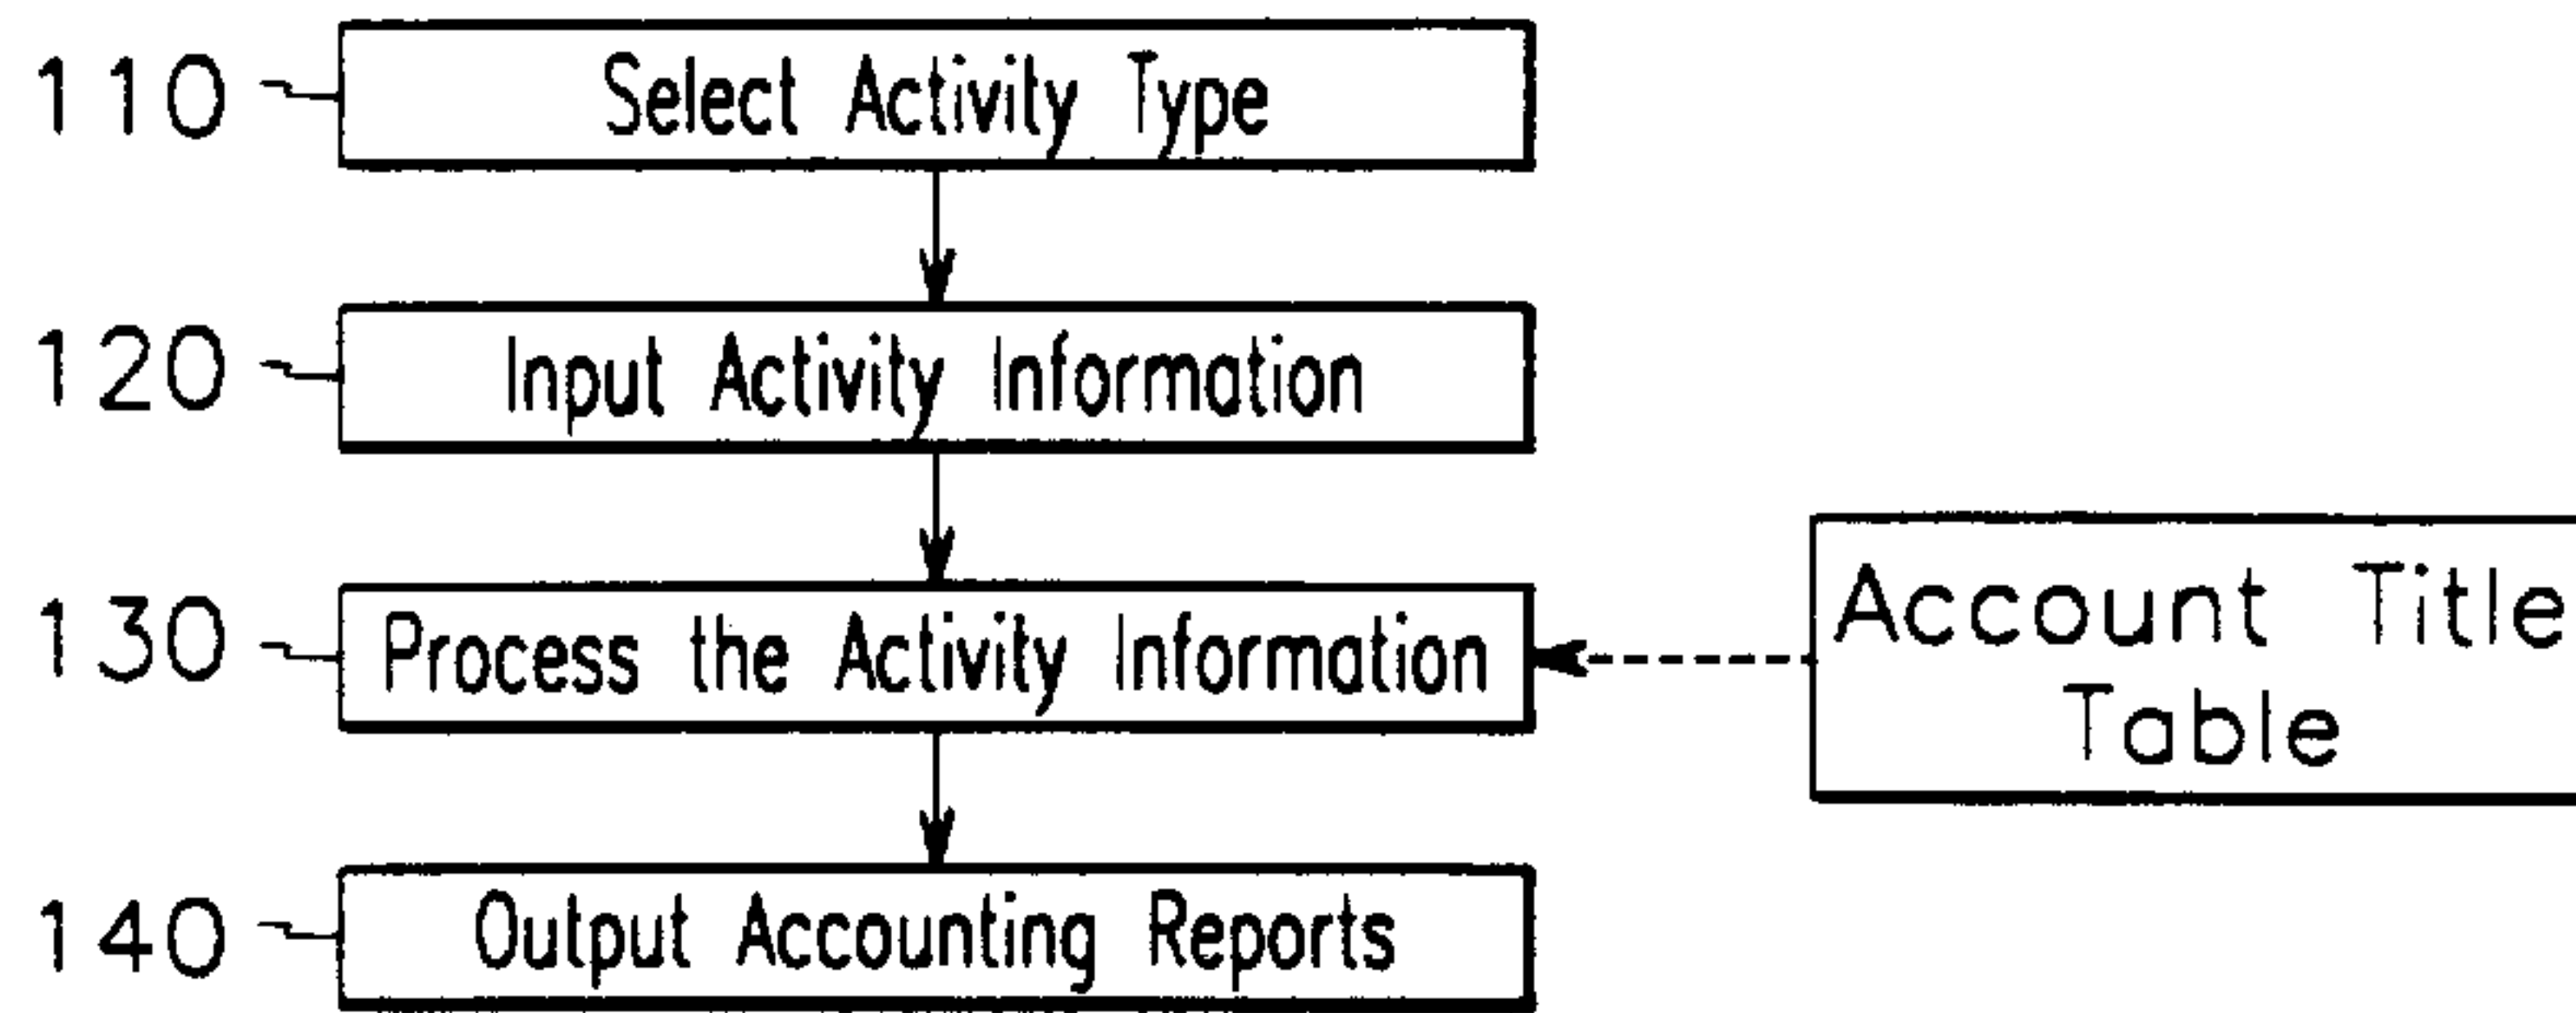 110 Select Activity Type
120 Input Activity Information
130 Process the Activity Information
Account Title
Table
140 Output Accounting Reports